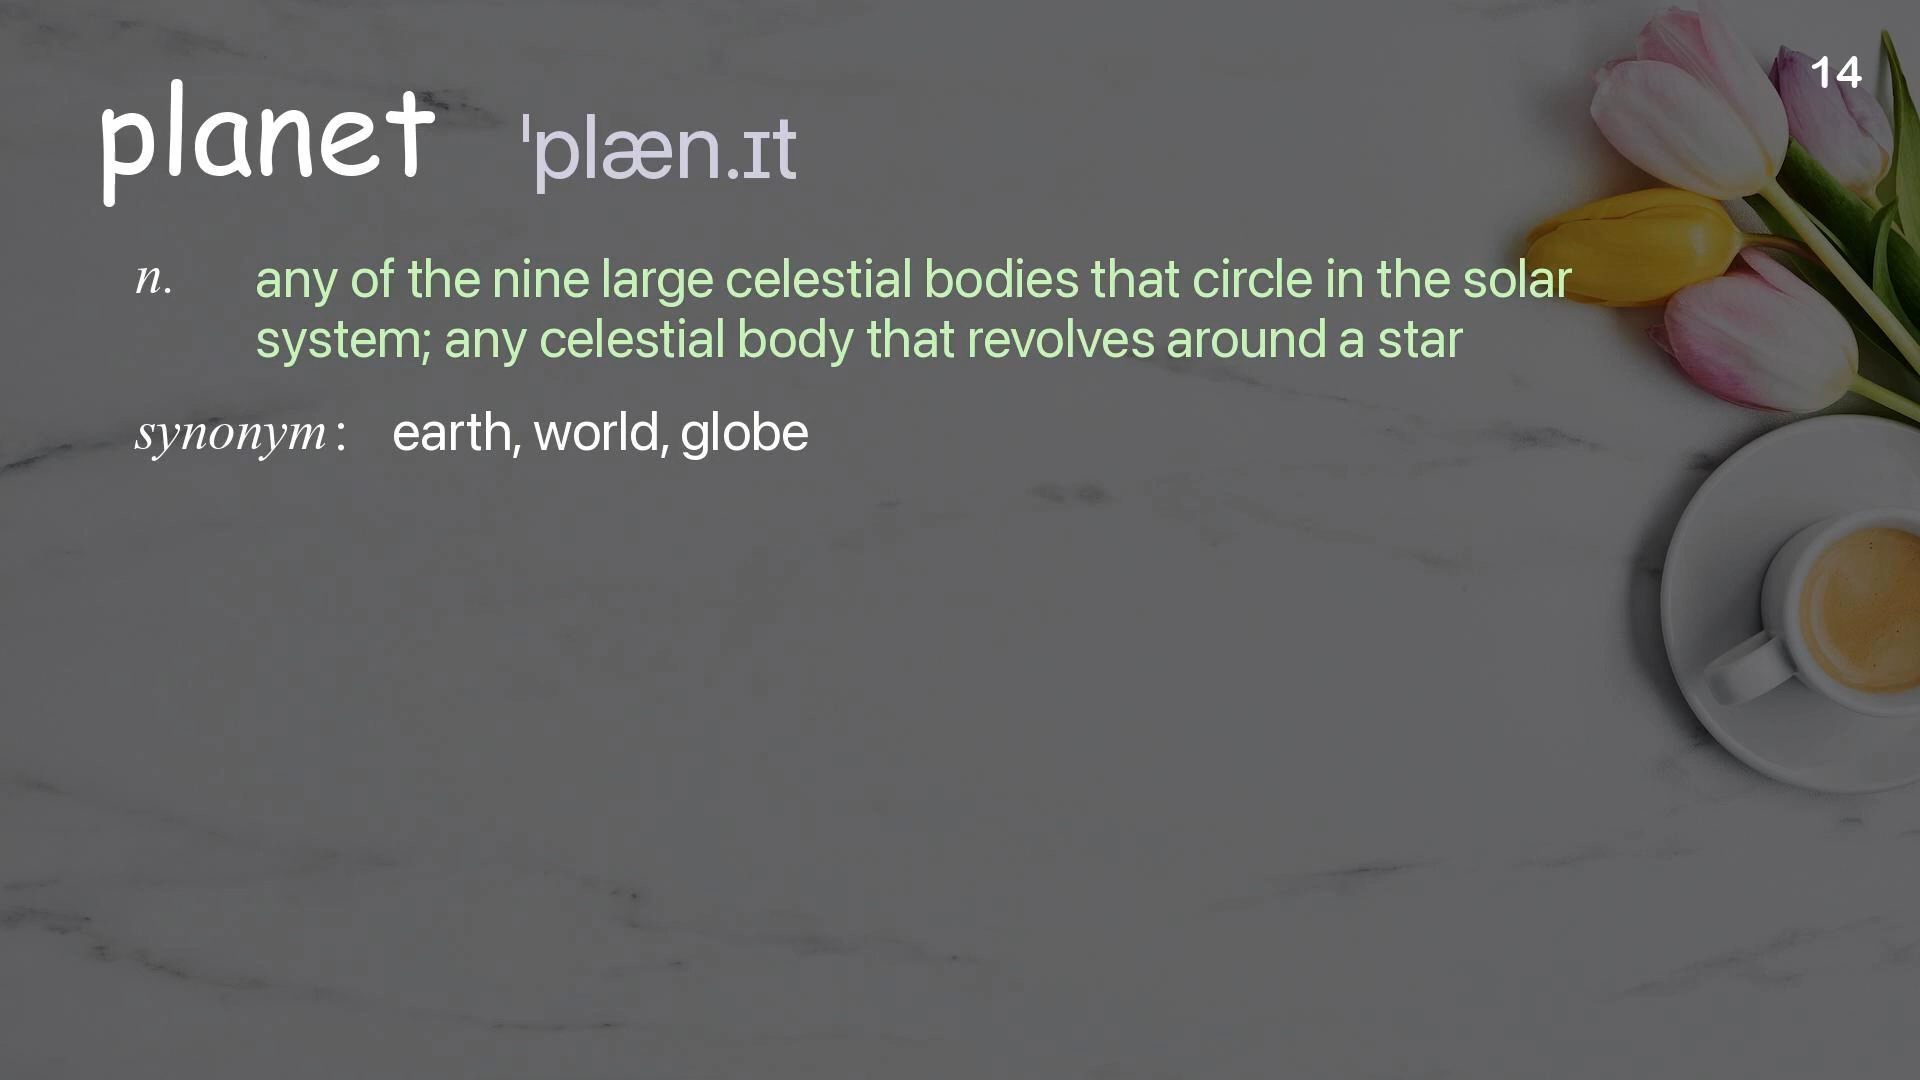 14
planet ˈplæn.ɪt
n. any of the nine large celestial bodies that circle in the solar
system; any celestial body that revolves around a star
synonym: earth, world, globe